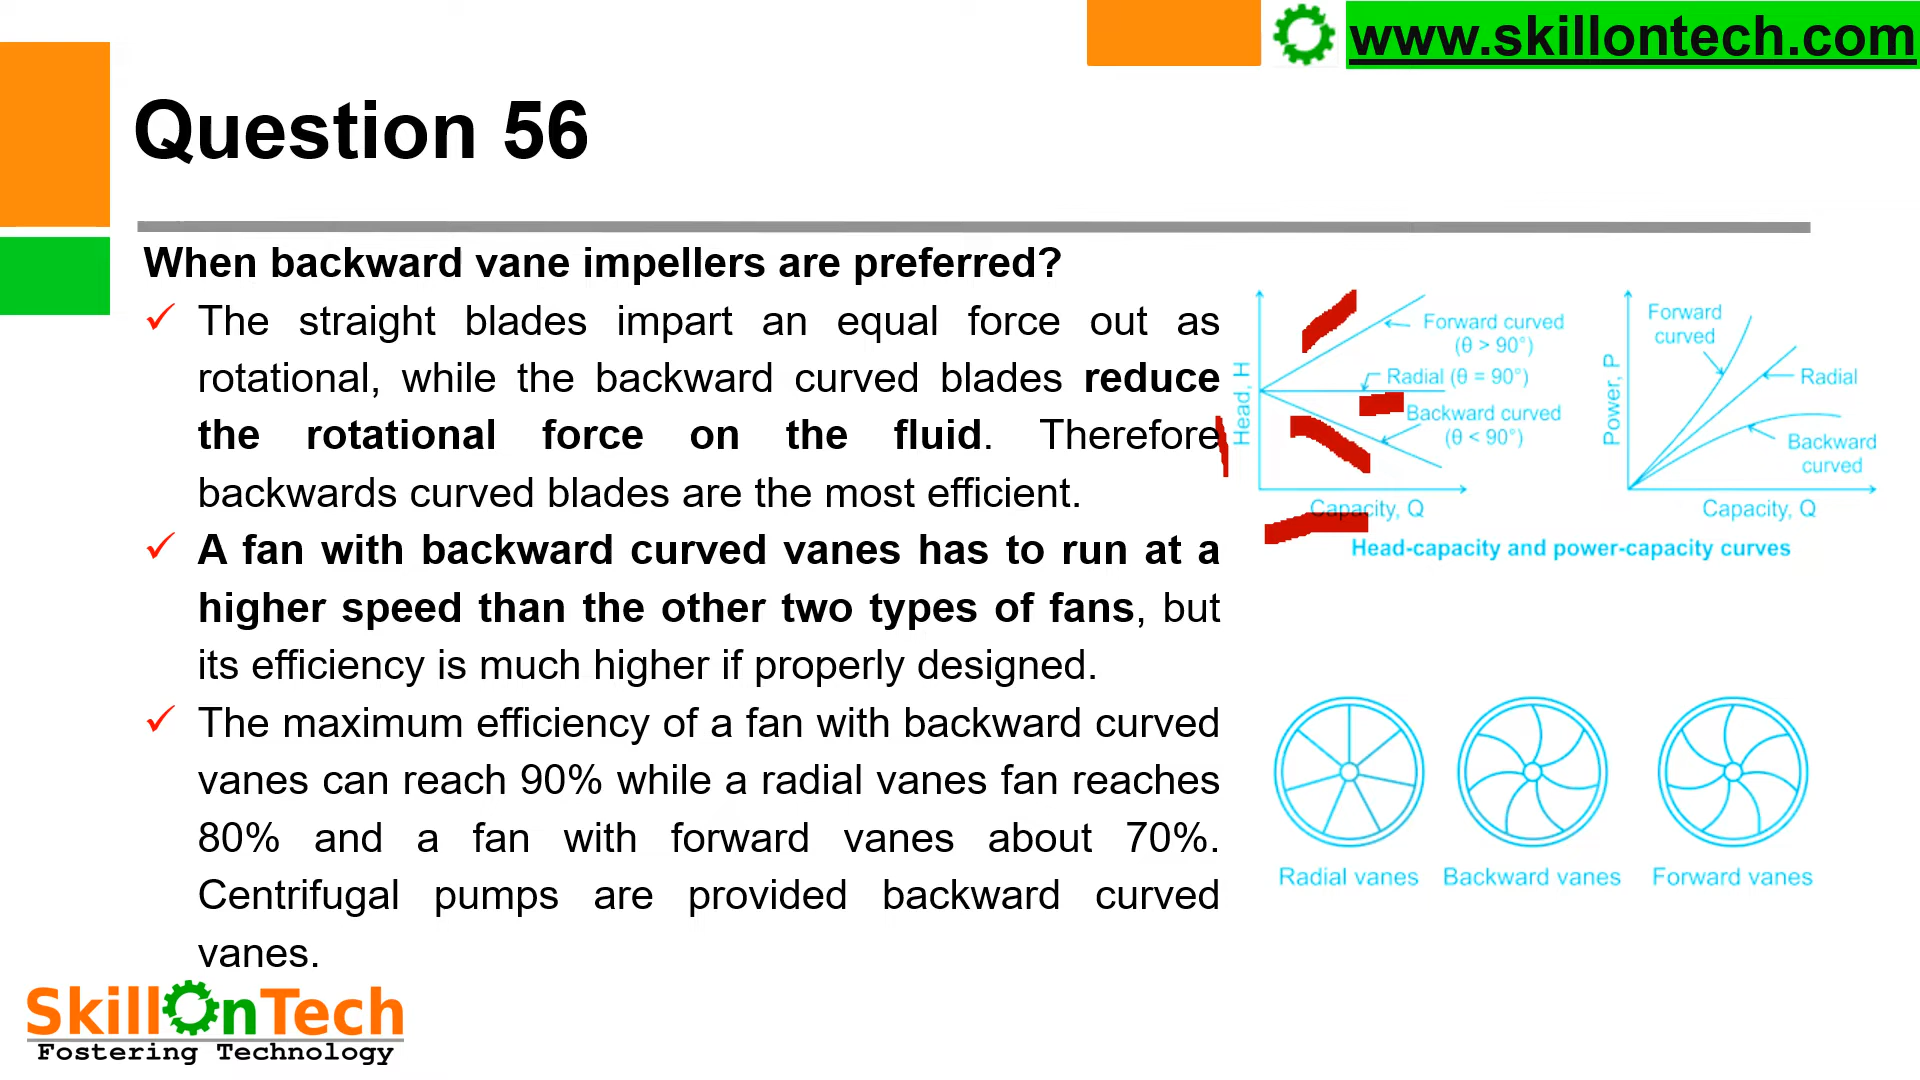 www.skillontech.com
Question 56
When backward vane impellers are preferred?
The straight blades impart an equal force out as
rotational, while the backward curved blades reduce
the rotational force on the fluid. Therefore
backwards curved blades are the most efficient.
A fan with backward curved vanes has to run at a
higher speed than the other two types of fans, but
its efficiency is much higher if properly designed.
The maximum efficiency of a fan with backward curved
vanes can reach 90% while a radial vanes fan reaches
80% and a fan with forward vanes about 70%.
Centrifugal pumps are provided backward curved
vanes.
Head, H
Forward curved
(θ > 90°)
Radial (θ = 90°)
Backward curved
(θ < 90°)
Capacity, Q
Power, P
Forward
curved
Radial
Backward
curved
Capacity, Q
Head-capacity and power-capacity curves
Radial vanes
Backward vanes
Forward vanes
SkillOnTech
Fostering Technology